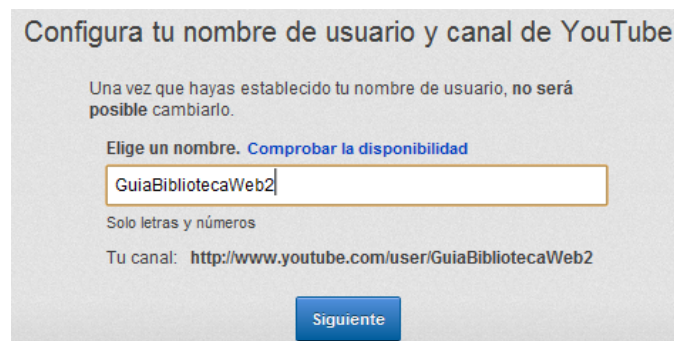 Configura tu nombre de usuario y canal de YouTube
Una vez que hayas establecido tu nombre de usuario, no será
posible cambiarlo.
Elige un nombre. Comprobar la disponibilidad
GuiaBibliotecaWeb2
Solo letras y números
Tu canal: http://www.youtube.com/user/GuiaBibliotecaWeb2
Siguiente